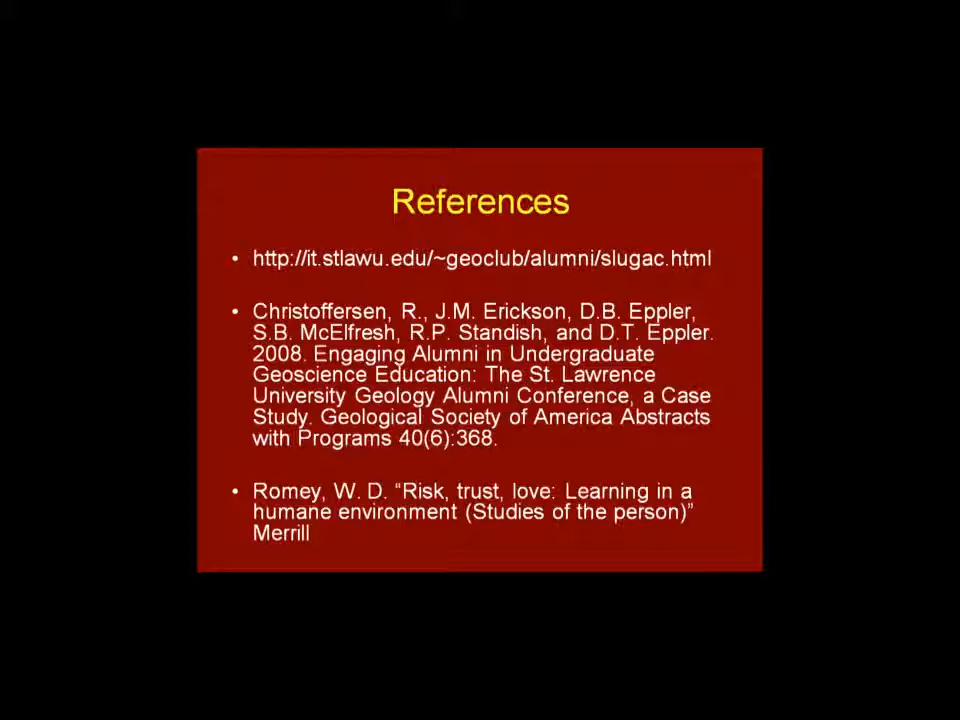 References
• http://it.stlawu.edu/~geoclub/alumni/slugac.html
• Christoffersen, R., J.M. Erickson, D.B. Eppler,
S.B. McElfresh, R.P. Standish, and D.T. Eppler.
2008. Engaging Alumni in Undergraduate
Geoscience Education: The St. Lawrence
University Geology Alumni Conference, a Case
Study. Geological Society of America Abstracts
with Programs 40(6):368.
• Romey, W. D. “Risk, trust, love: Learning in a
humane environment (Studies of the person)”
Merrill